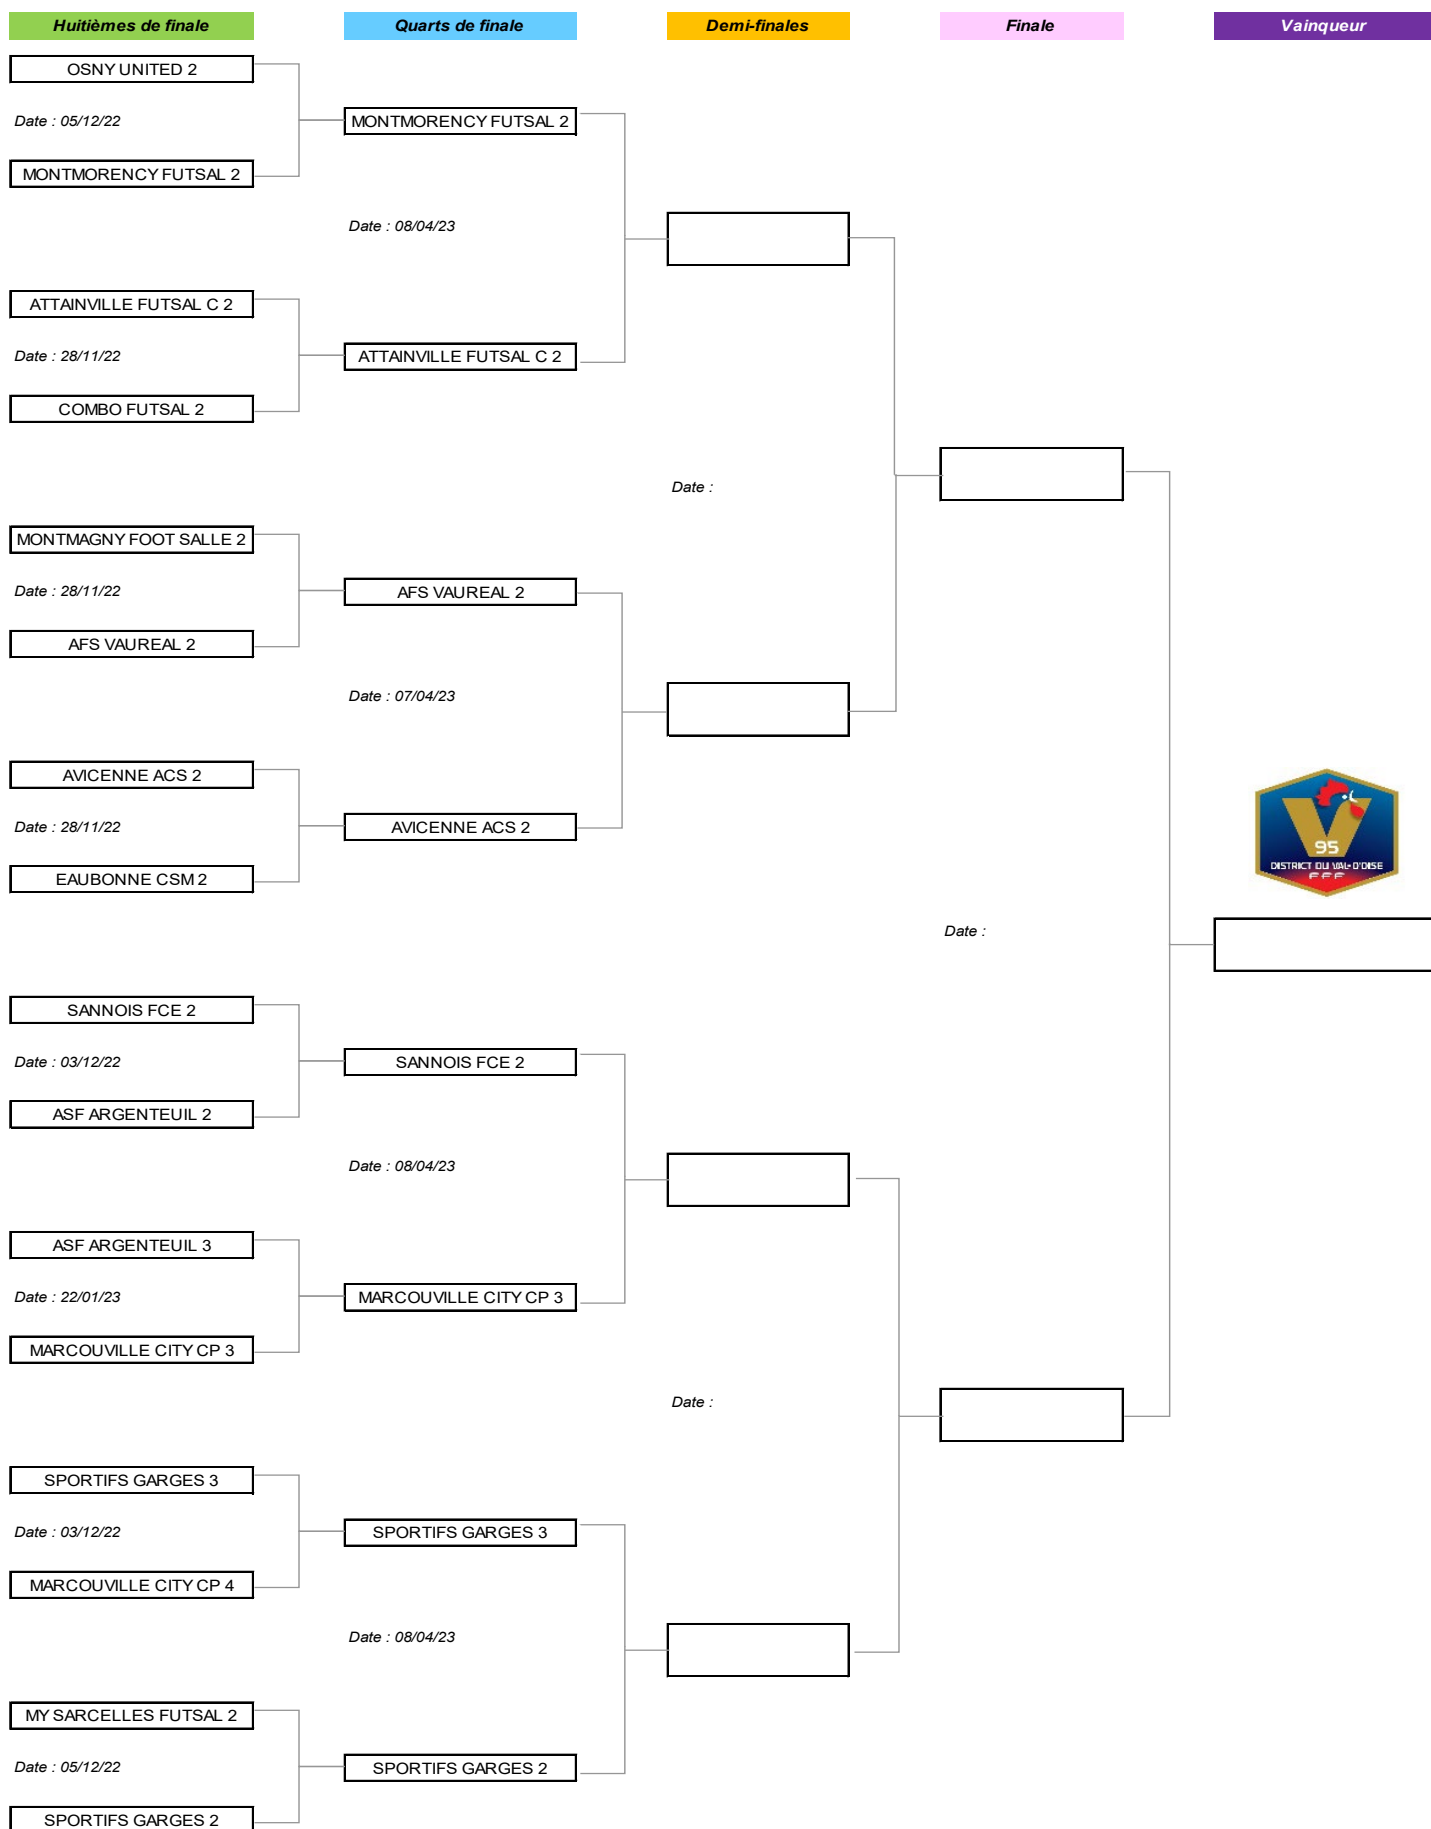 Huitièmes de finale
Quarts de finale
Demi-finales
Finale
Vainqueur
OSNY UNITED 2
Date : 05/12/22
MONTMORENCY FUTSAL 2
MONTMORENCY FUTSAL 2
Date : 08/04/23
ATTAINVILLE FUTSAL C 2
Date : 28/11/22
ATTAINVILLE FUTSAL C 2
COMBO FUTSAL 2
Date :
MONTMAGNY FOOT SALLE 2
Date : 28/11/22
AFS VAUREAL 2
AFS VAUREAL 2
Date : 07/04/23
AVICENNE ACS 2
Date : 28/11/22
AVICENNE ACS 2
EAUBONNE CSM 2
V
95
DISTRICT DU VAL-D'OISE
FFF
Date :
SANNOIS FCE 2
Date : 03/12/22
SANNOIS FCE 2
ASF ARGENTEUIL 2
Date : 08/04/23
ASF ARGENTEUIL 3
Date : 22/01/23
MARCOUVILLE CITY CP 3
MARCOUVILLE CITY CP 3
Date :
SPORTIFS GARGES 3
Date : 03/12/22
SPORTIFS GARGES 3
MARCOUVILLE CITY CP 4
Date : 08/04/23
MY SARCELLES FUTSAL 2
Date : 05/12/22
SPORTIFS GARGES 2
SPORTIFS GARGES 2